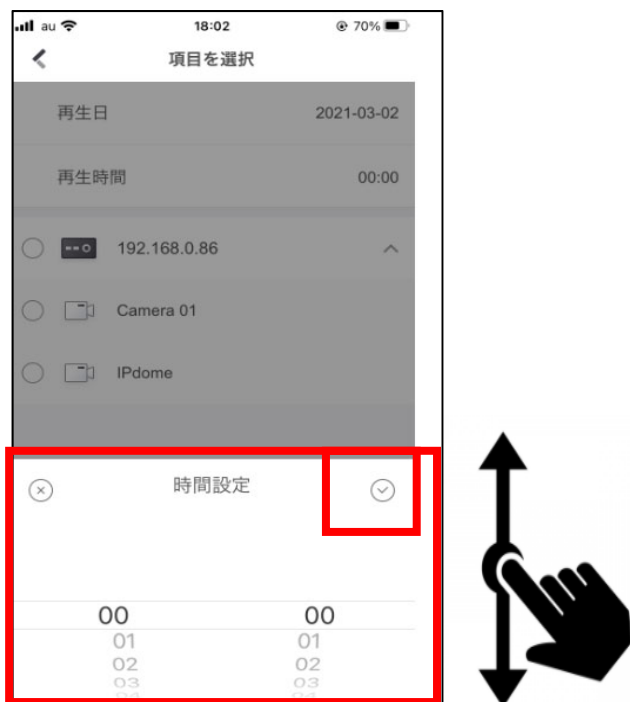 au 18:02 70%
項目を選択
再生日 2021-03-02
再生時間 00:00
192.168.0.86
Camera 01
IPdome
時間設定
00 00
01 01
02 02
03 03
04 04